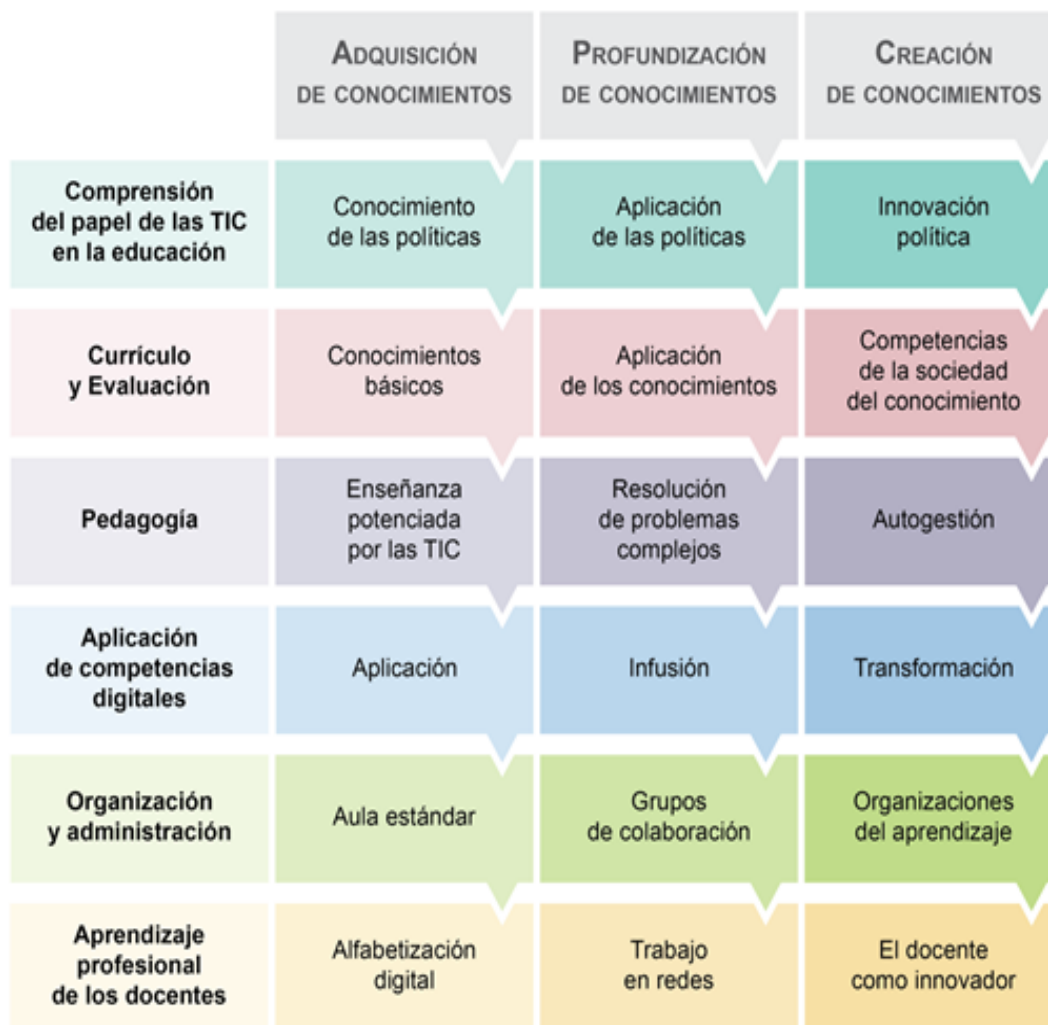 ADQUISICIÓN
DE CONOCIMIENTOS
PROFUNDIZACIÓN
DE CONOCIMIENTOS
CREACIÓN
DE CONOCIMIENTOS
Comprensión
del papel de las TIC
en la educación
Conocimiento
de las políticas
Aplicación
de las políticas
Innovación
política
Currículo
y Evaluación
Conocimientos
básicos
Aplicación
de los conocimientos
Competencias
de la sociedad
del conocimiento
Pedagogía
Enseñanza
potenciada
por las TIC
Resolución
de problemas
complejos
Autogestión
Aplicación
de competencias
digitales
Aplicación
Infusión
Transformación
Organización
y administración
Aula estándar
Grupos
de colaboración
Organizaciones
del aprendizaje
Aprendizaje
profesional
de los docentes
Alfabetización
digital
Trabajo
en redes
El docente
como innovador